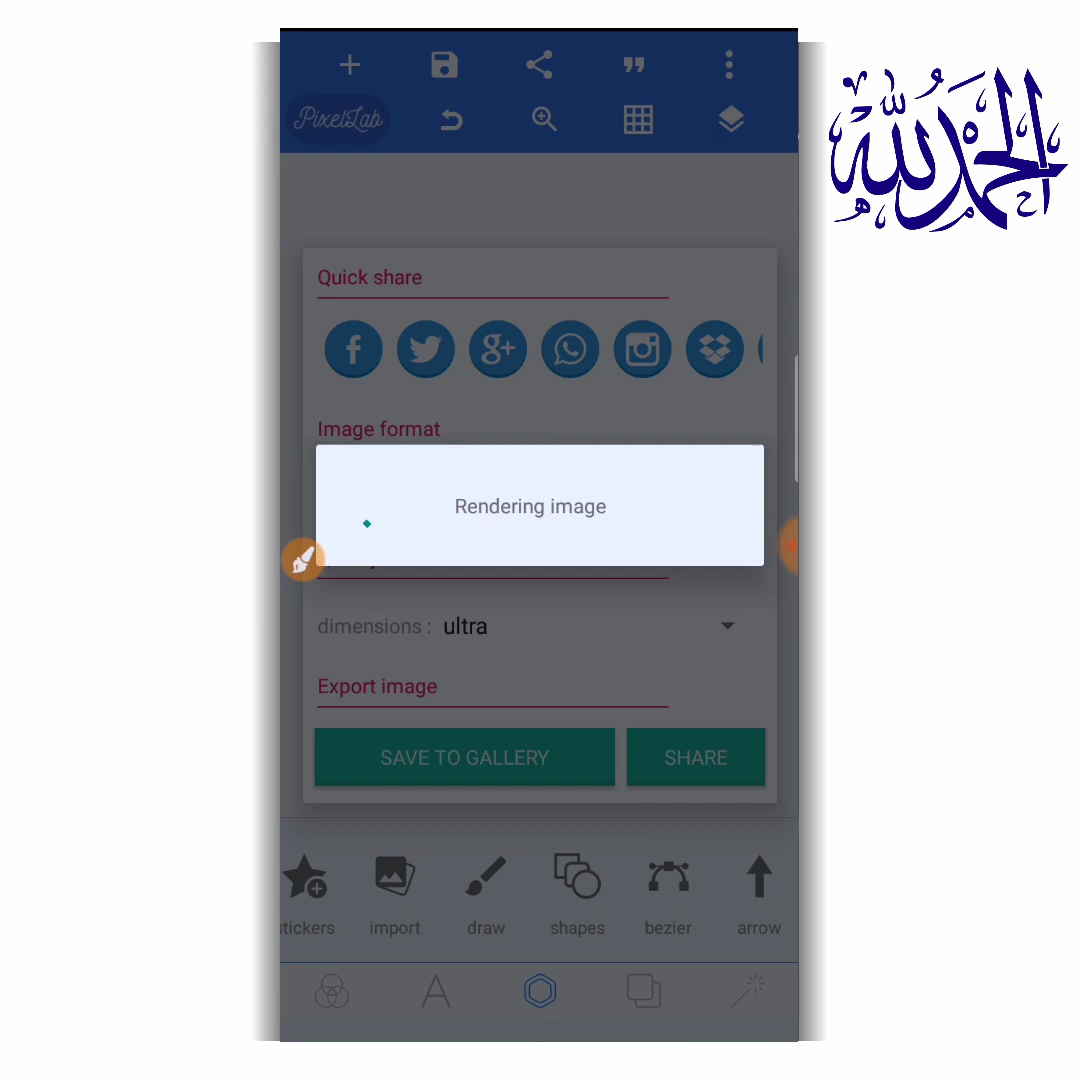 PixelLab
الحمد لله
Quick share
Image format
Rendering image
dimensions : ultra
Export image
SAVE TO GALLERY
SHARE
stickers
import
draw
shapes
bezier
arrow